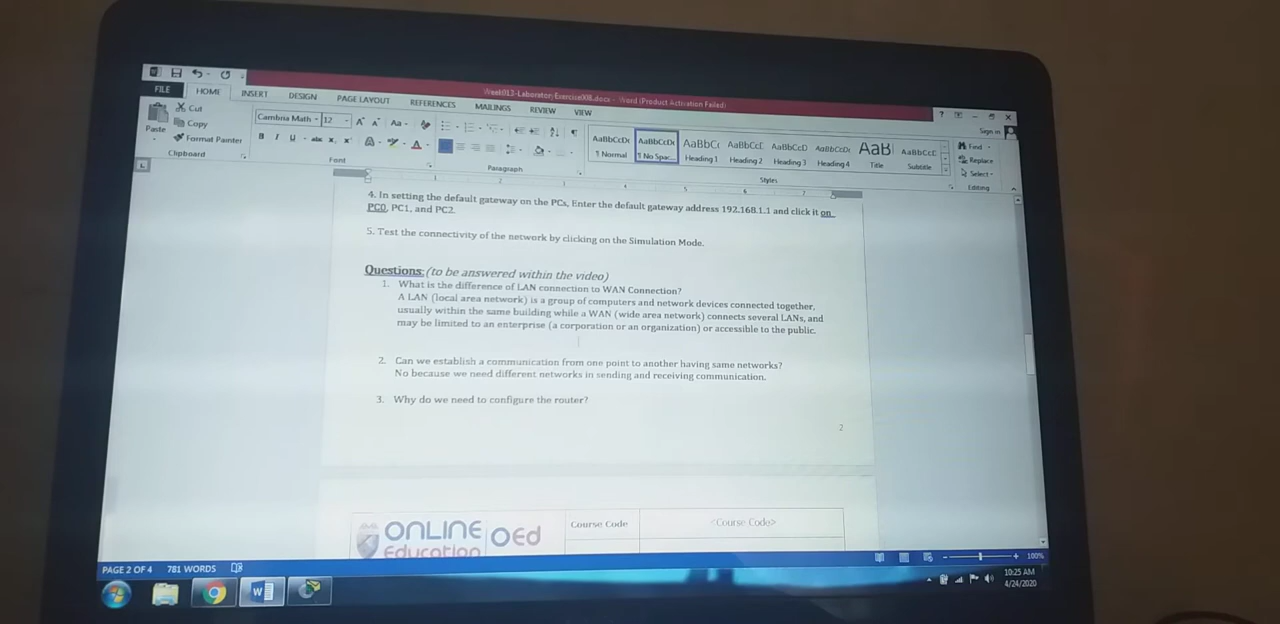 Week013-LaboratoryExercise008.docx - Word (Product Activation Failed)
FILE HOME INSERT DESIGN PAGE LAYOUT REFERENCES MAILINGS REVIEW VIEW
Sign in
Paste
Cut
Copy
Format Painter
Clipboard
Cambria Math 12
Font
Paragraph
AaBbCcDc AaBbCcDc AaBbCc AaBbCcC AaBbCcD AaBbCcDc AaB AaBbCcC
¶ Normal ¶ No Spac... Heading 1 Heading 2 Heading 3 Heading 4 Title Subtitle
Styles
Find
Replace
Select
Editing
4. In setting the default gateway on the PCs, Enter the default gateway address 192.168.1.1 and click it on
PC0, PC1, and PC2.
5. Test the connectivity of the network by clicking on the Simulation Mode.
Questions: (to be answered within the video)
1. What is the difference of LAN connection to WAN Connection?
A LAN (local area network) is a group of computers and network devices connected together,
usually within the same building while a WAN (wide area network) connects several LANs, and
may be limited to an enterprise (a corporation or an organization) or accessible to the public.
2. Can we establish a communication from one point to another having same networks?
No because we need different networks in sending and receiving communication.
3. Why do we need to configure the router?
2
ONLINE OEd
Education
Course Code
<Course Code>
PAGE 2 OF 4 781 WORDS
100%
10:25 AM
4/24/2020